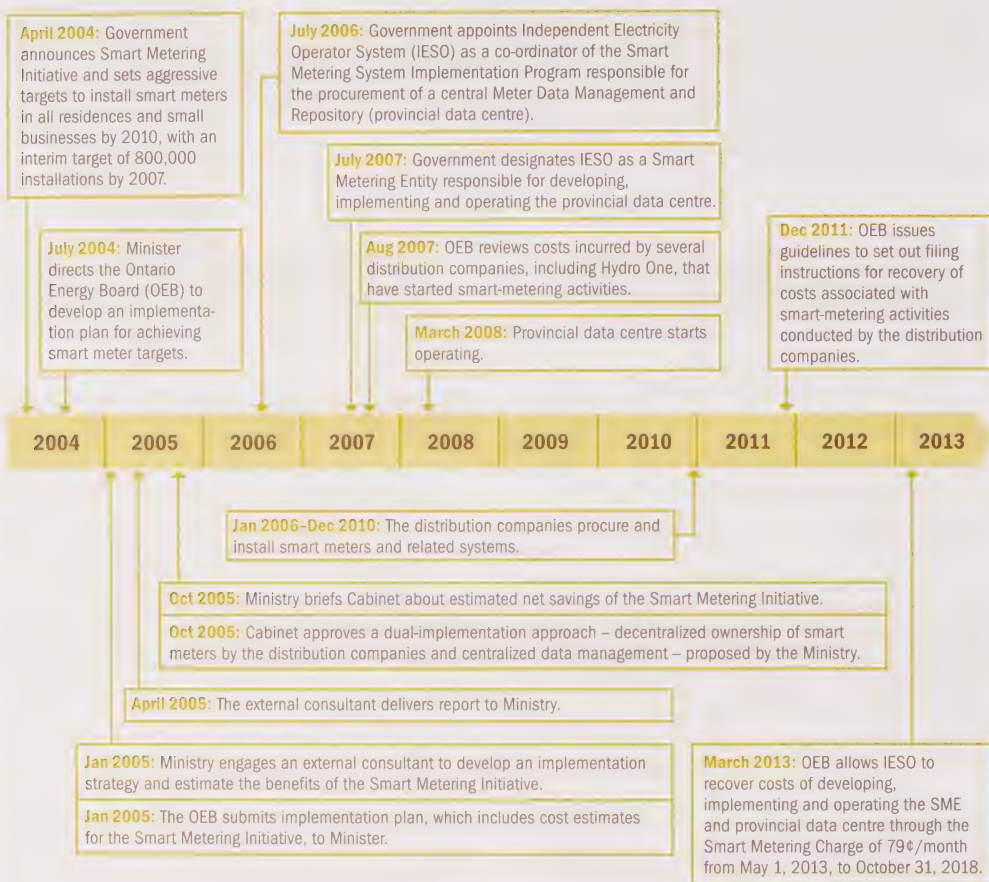 April 2004: Government
announces Smart Metering
Initiative and sets aggressive
targets to install smart meters
in all residences and small
businesses by 2010, with an
interim target of 800,000
installations by 2007.
July 2006: Government appoints Independent Electricity
Operator System (IESO) as a co-ordinator of the Smart
Metering System Implementation Program responsible for
the procurement of a central Meter Data Management and
Repository (provincial data centre).
July 2007: Government designates IESO as a Smart
Metering Entity responsible for developing,
implementing and operating the provincial data centre.
July 2004: Minister
directs the Ontario
Energy Board (OEB) to
develop an implementa-
tion plan for achieving
smart meter targets.
Aug 2007: OEB reviews costs incurred by several
distribution companies, including Hydro One, that
have started smart-metering activities.
March 2008: Provincial data centre starts
operating.
Dec 2011: OEB issues
guidelines to set out filing
instructions for recovery of
costs associated with
smart-metering activities
conducted by the distribution
companies.
2004 2005 2006 2007 2008 2009 2010 2011 2012 2013
Jan 2006–Dec 2010: The distribution companies procure and
install smart meters and related systems.
Oct 2005: Ministry briefs Cabinet about estimated net savings of the Smart Metering Initiative.
Oct 2005: Cabinet approves a dual-implementation approach – decentralized ownership of smart
meters by the distribution companies and centralized data management – proposed by the Ministry.
April 2005: The external consultant delivers report to Ministry.
Jan 2005: Ministry engages an external consultant to develop an implementation
strategy and estimate the benefits of the Smart Metering Initiative.
Jan 2005: The OEB submits implementation plan, which includes cost estimates
for the Smart Metering Initiative, to Minister.
March 2013: OEB allows IESO to
recover costs of developing,
implementing and operating the SME
and provincial data centre through the
Smart Metering Charge of 79¢/month
from May 1, 2013, to October 31, 2018.